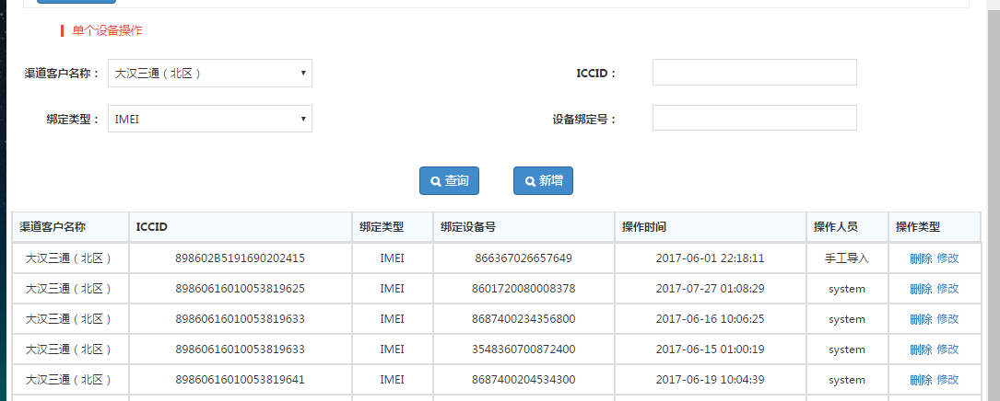 单个设备操作
渠道客户名称： 大汉三通（北区） ICCID：
绑定类型： IMEI 设备绑定号：
查询 新增
渠道客户名称 ICCID 绑定类型 绑定设备号 操作时间 操作人员 操作类型
大汉三通（北区） 898602B5191690202415 IMEI 866367026657649 2017-06-01 22:18:11 手工导入 删除 修改
大汉三通（北区） 89860616010053819625 IMEI 8601720080008378 2017-07-27 01:08:29 system 删除 修改
大汉三通（北区） 89860616010053819633 IMEI 8687400234356800 2017-06-16 10:06:25 system 删除 修改
大汉三通（北区） 89860616010053819633 IMEI 3548360700872400 2017-06-15 01:00:19 system 删除 修改
大汉三通（北区） 89860616010053819641 IMEI 8687400204534300 2017-06-19 10:04:39 system 删除 修改